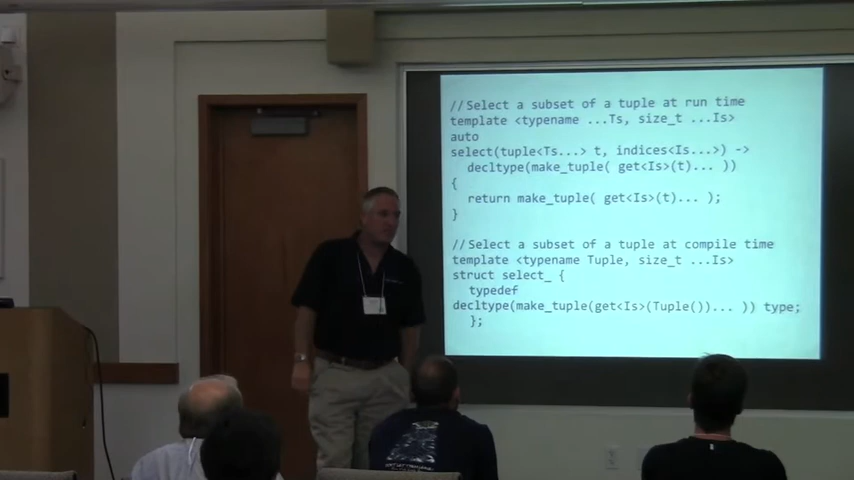 //Select a subset of a tuple at run time
template <typename ...Ts, size_t ...Is>
auto
select(tuple<Ts...> t, indices<Is...>) ->
decltype(make_tuple( get<Is>(t)... ))
{
return make_tuple( get<Is>(t)... );
}
//Select a subset of a tuple at compile time
template <typename Tuple, size_t ...Is>
struct select_ {
typedef
decltype(make_tuple(get<Is>(Tuple())... )) type;
};